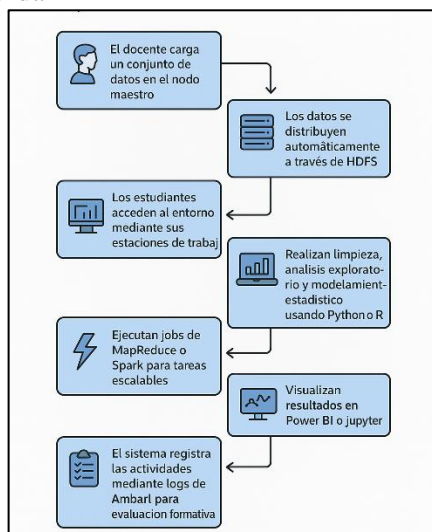 El docente carga
un conjunto de
datos en el nodo
maestro
Los datos se
distribuyen
automâticamente
a través de HDFS
Los estudiantes
acceden al entorno
mediante sus
estaciones de trabaj
Realizan limpieza,
analisis explorato-
rio y modelamient-
estadistico
usando Python o R
Ejecutan jobs de
MapReduce o
Spark para tareas
escalables
Visualizan
resultados en
Power BI o jupyter
El sistema registra
las actividades
mediante logs de
Ambarl para
evaluacion formativa